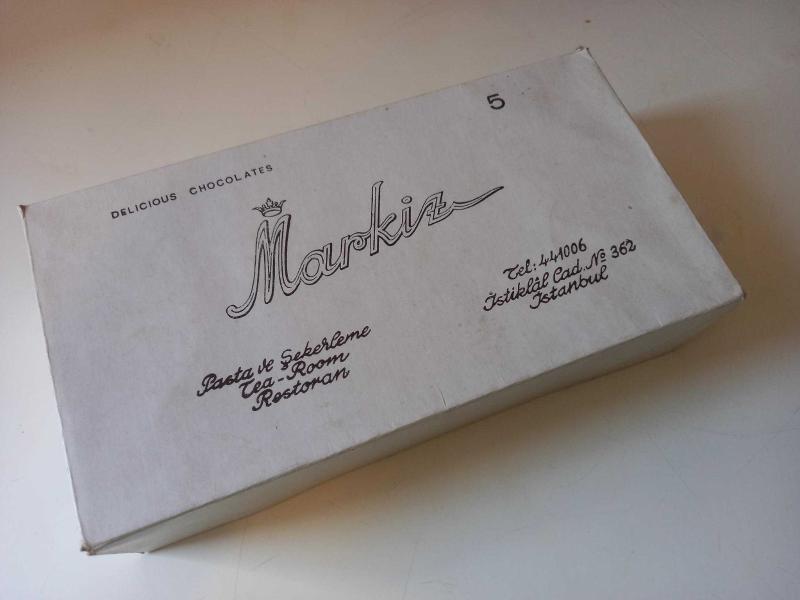 5
DELICIOUS CHOCOLATES
Markiz
Tel: 441006
İstiklâl Cad. № 362
İstanbul
Pasta ve Şekerleme
Tea-Room
Restoran